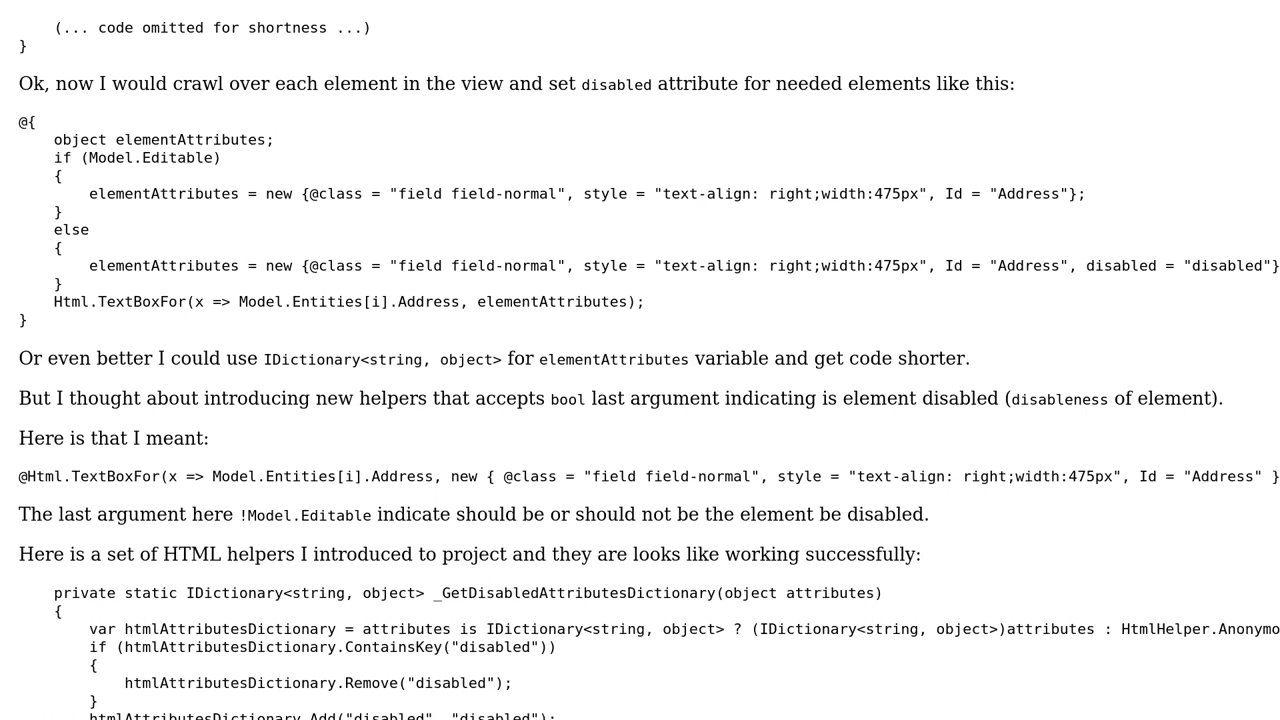 (... code omitted for shortness ...)
}
Ok, now I would crawl over each element in the view and set disabled attribute for needed elements like this:
@{
object elementAttributes;
if (Model.Editable)
{
elementAttributes = new {@class = "field field-normal", style = "text-align: right;width:475px", Id = "Address"};
}
else
{
elementAttributes = new {@class = "field field-normal", style = "text-align: right;width:475px", Id = "Address", disabled = "disabled"}
}
Html.TextBoxFor(x => Model.Entities[i].Address, elementAttributes);
}
Or even better I could use IDictionary<string, object> for elementAttributes variable and get code shorter.
But I thought about introducing new helpers that accepts bool last argument indicating is element disabled (disableness of element).
Here is that I meant:
@Html.TextBoxFor(x => Model.Entities[i].Address, new { @class = "field field-normal", style = "text-align: right;width:475px", Id = "Address" }
The last argument here !Model.Editable indicate should be or should not be the element be disabled.
Here is a set of HTML helpers I introduced to project and they are looks like working successfully:
private static IDictionary<string, object> _GetDisabledAttributesDictionary(object attributes)
{
var htmlAttributesDictionary = attributes is IDictionary<string, object> ? (IDictionary<string, object>)attributes : HtmlHelper.Anonymo
if (htmlAttributesDictionary.ContainsKey("disabled"))
{
htmlAttributesDictionary.Remove("disabled");
}
htmlAttributesDictionary.Add("disabled", "disabled");